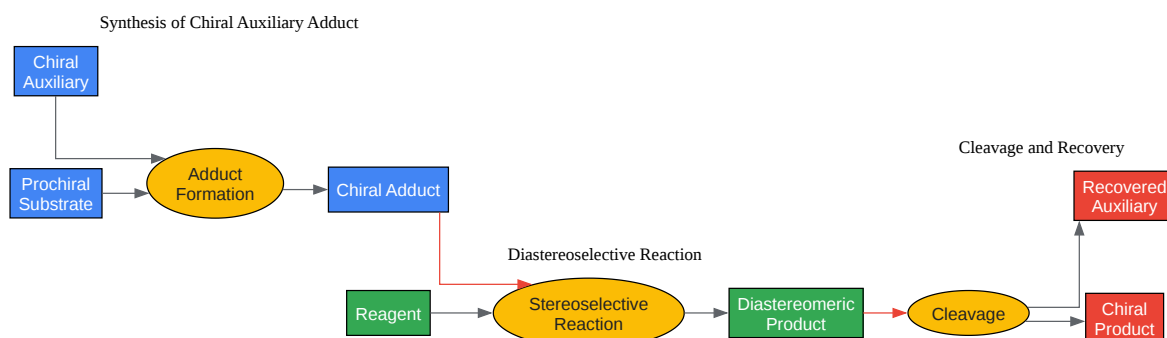 Synthesis of Chiral Auxiliary Adduct
Chiral
Auxiliary
Prochiral
Substrate
Adduct
Formation
Chiral Adduct
Diastereoselective Reaction
Reagent
Stereoselective
Reaction
Diastereomeric
Product
Cleavage
Cleavage and Recovery
Recovered
Auxiliary
Chiral
Product